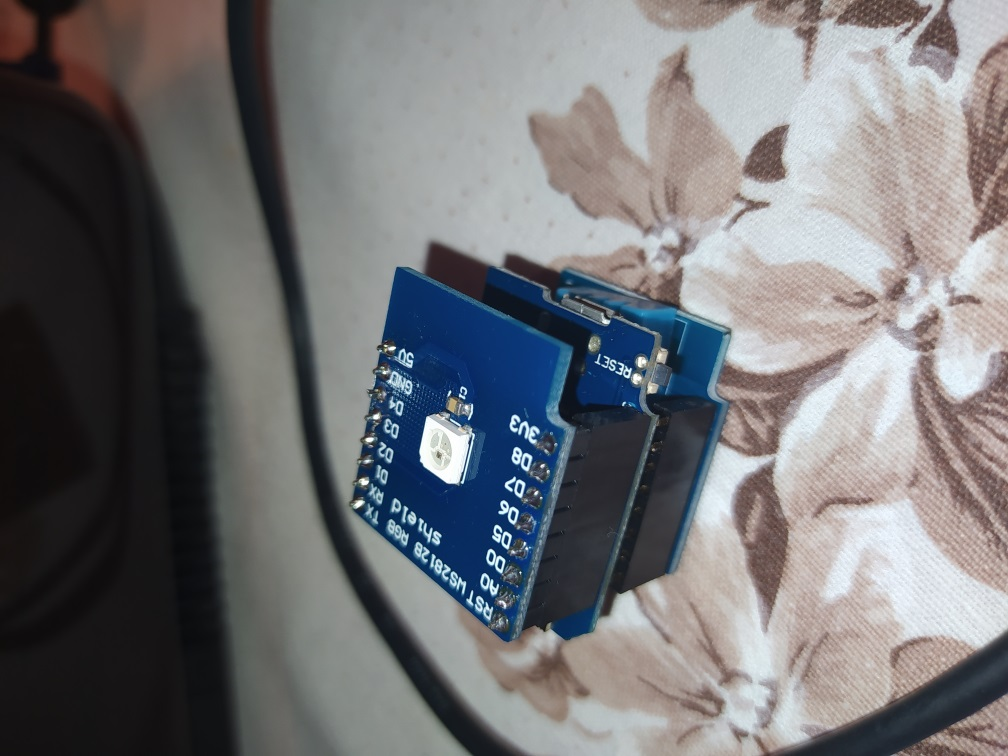 5V
GND
D4
D3
D2
D1
RX
TX
3V3
D8
D7
D6
D5
D0
A0
RST
WS2812B RGB
shield
RESET